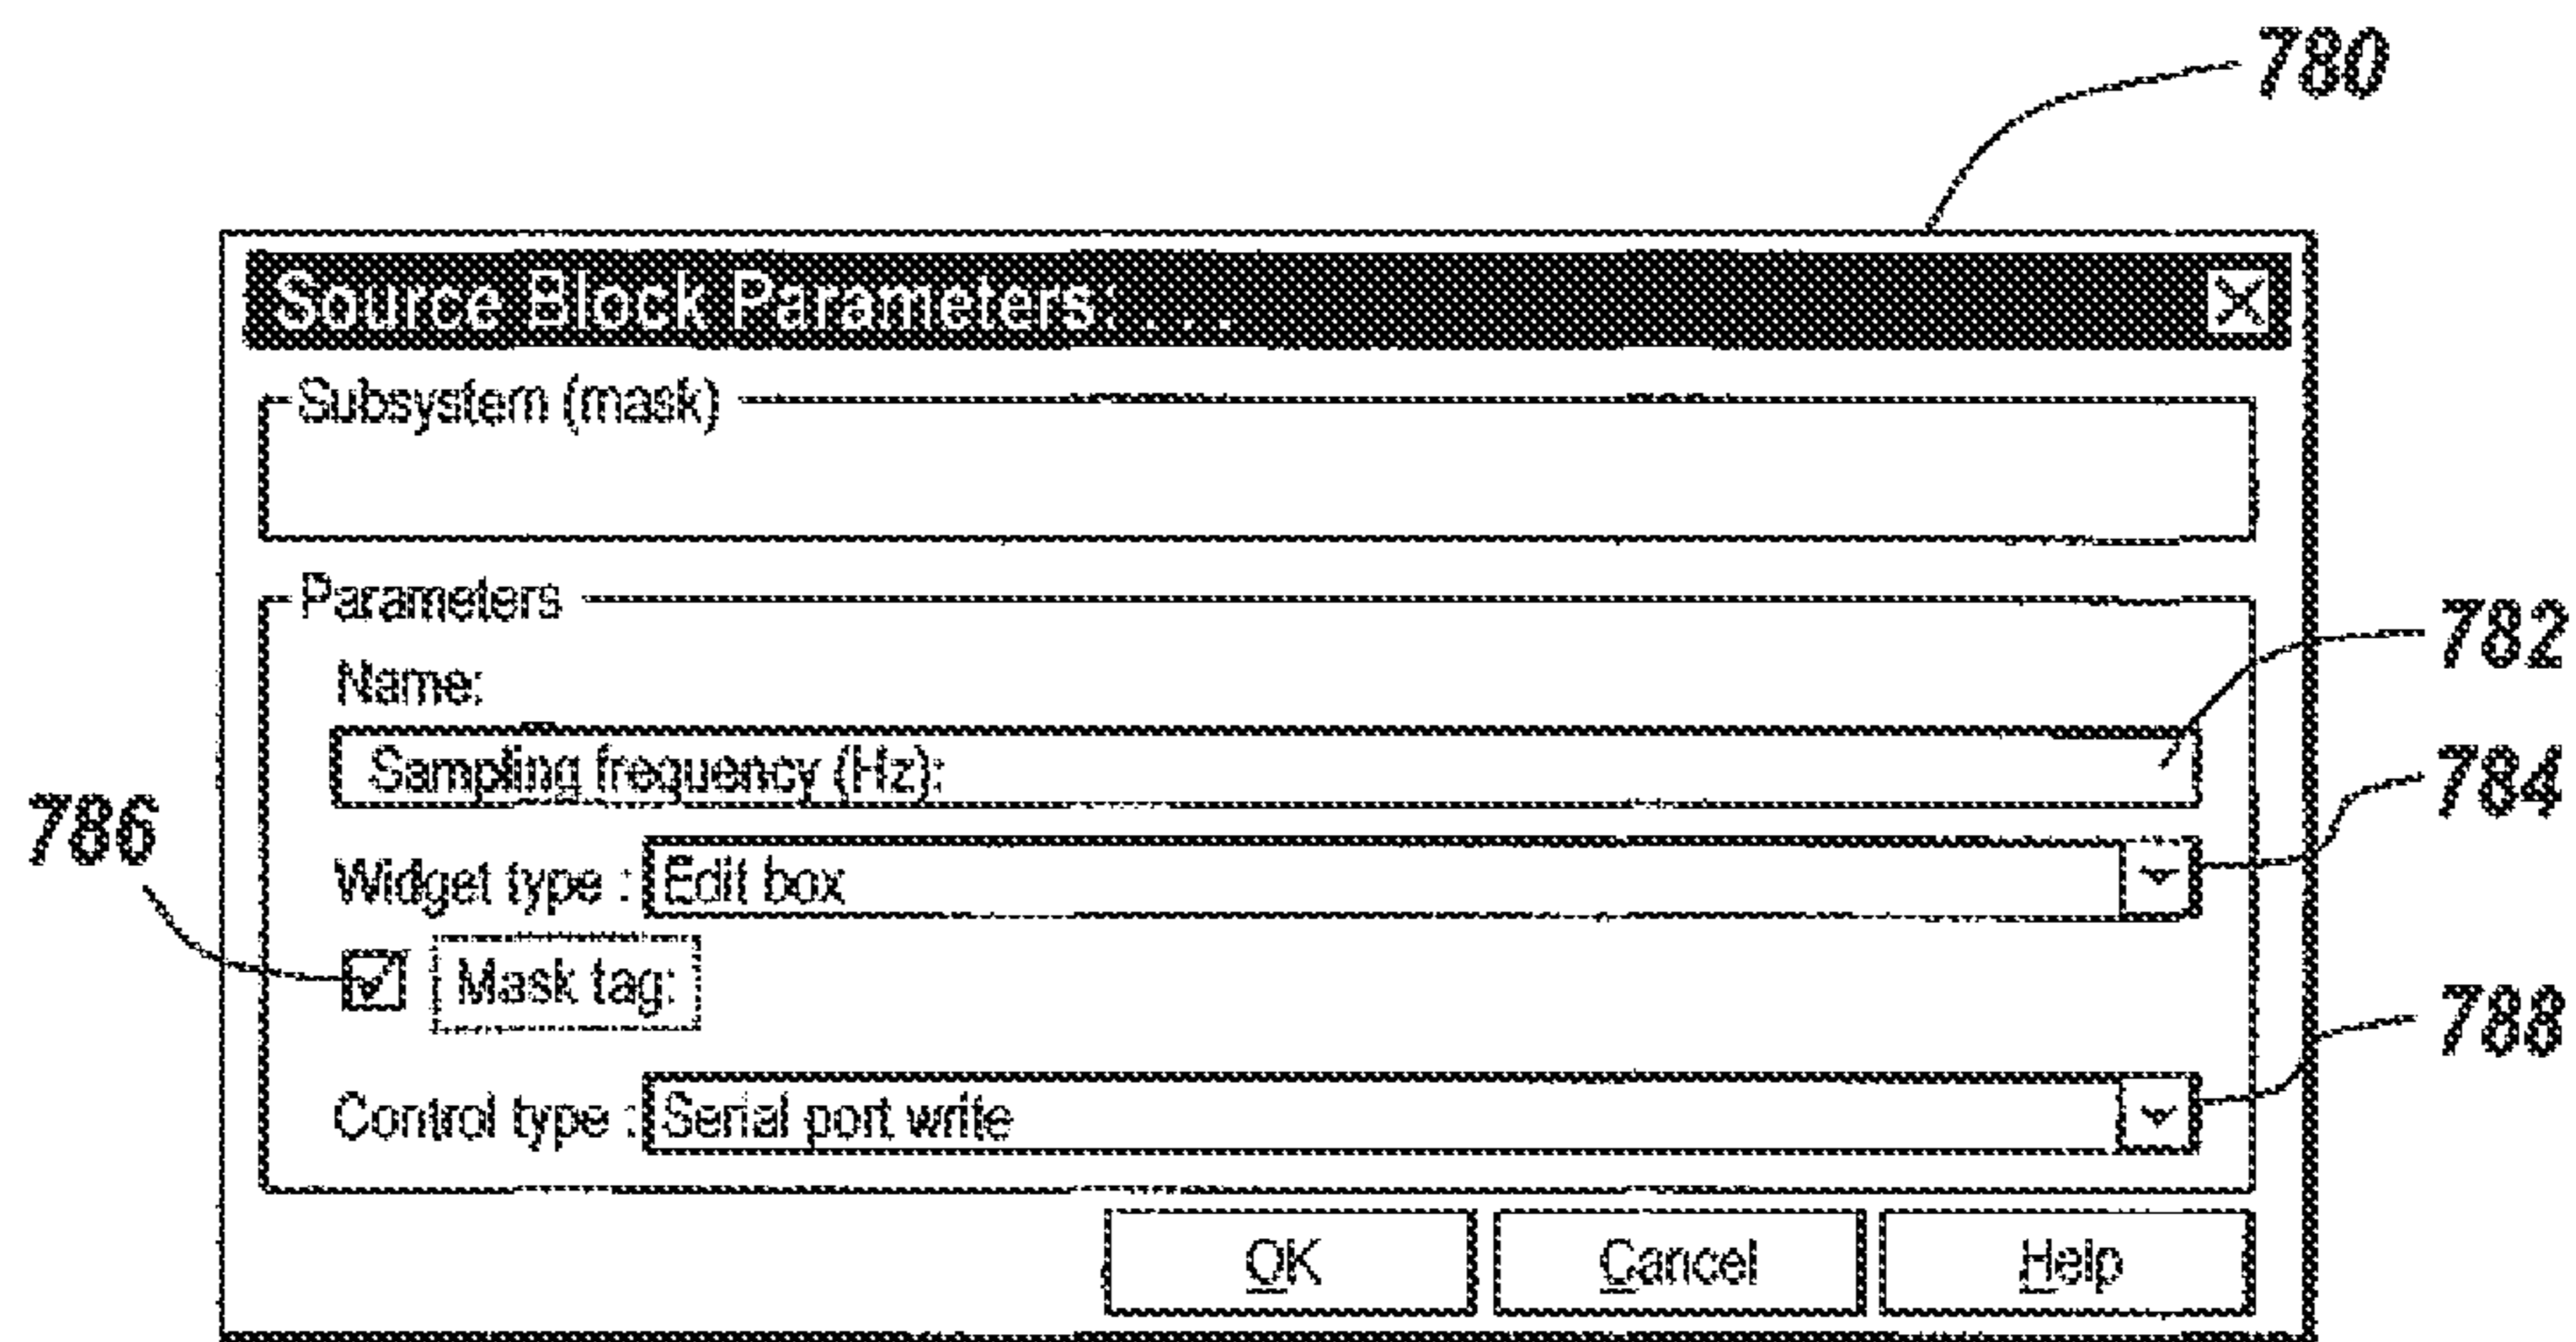 780
Source Block Parameters: . . .
Subsystem (mask)
Parameters
782
Name:
Sampling frequency (Hz):
784
786
Widget type : Edit box
Mask tag:
788
Control type : Serial port write
OK Cancel Help